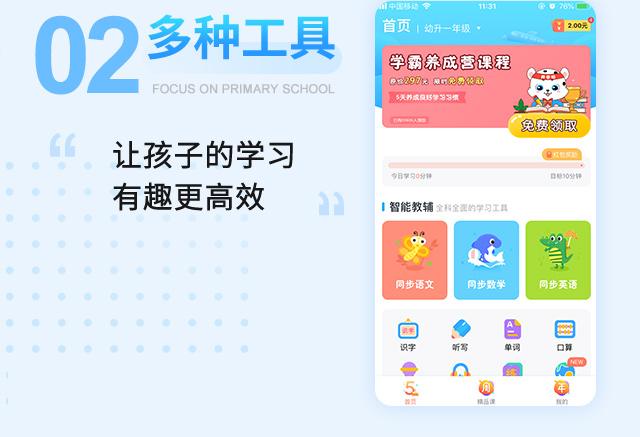 02 多种工具
FOCUS ON PRIMARY SCHOOL
“
让孩子的学习
有趣更高效
”
中国移动 11:31 76%
首页 幼升一年级 2.00元
学霸养成营课程
原价297元 限时免费领取
5天养成良好学习习惯
免费领取
红包奖励
今日学习0分钟 目标10分钟
智能教辅 全科全面的学习工具
同步语文 同步数学 同步英语
识字 听写 单词 口算
NEW
首页 精品课 我的